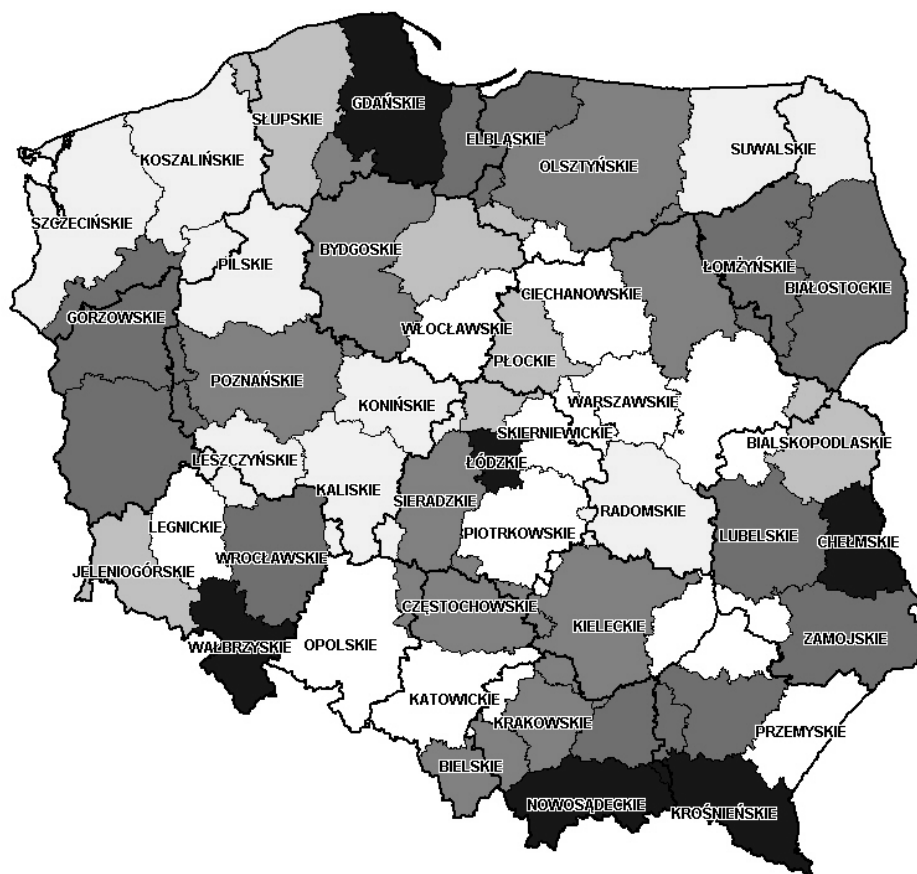 GDAŃSKIE
SŁUPSKIE
ELBLĄSKIE
KOSZALIŃSKIE
OLSZTYŃSKIE
SUWALSKIE
SZCZECIŃSKIE
BYDGOSKIE
PILSKIE
ŁOMŻYŃSKIE
BIAŁOSTOCKIE
CIECHANOWSKIE
GORZOWSKIE
WŁOCŁAWSKIE
PŁOCKIE
POZNAŃSKIE
WARSZAWSKIE
KONIŃSKIE
SKIERNIEWICKIE
BIALSKOPODLASKIE
LESZCZYŃSKIE
ŁÓDZKIE
KALISKIE
SIERADZKIE
RADOMSKIE
LEGNICKIE
PIOTRKOWSKIE
LUBELSKIE
CHEŁMSKIE
WROCŁAWSKIE
JELENIOGÓRSKIE
CZĘSTOCHOWSKIE
KIELECKIE
ZAMOJSKIE
WAŁBRZYSKIE
OPOLSKIE
KATOWICKIE
KRAKOWSKIE
PRZEMYSKIE
BIELSKIE
NOWOSĄDECKIE
KROŚNIEŃSKIE